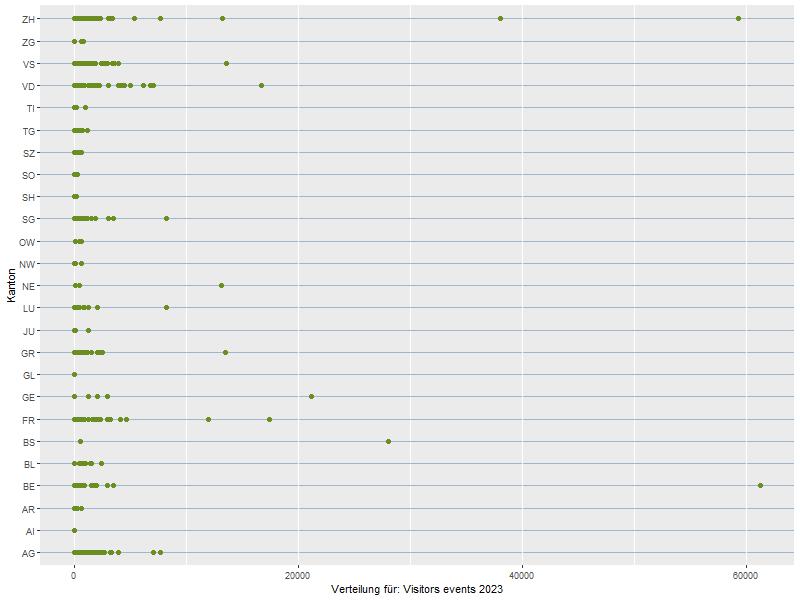 ZH
ZG
VS
VD
TI
TG
SZ
SO
SH
SG
OW
NW
NE
LU
JU
GR
GL
GE
FR
BS
BL
BE
AR
AI
AG
Kanton
0 20000 40000 60000
Verteilung für: Visitors events 2023